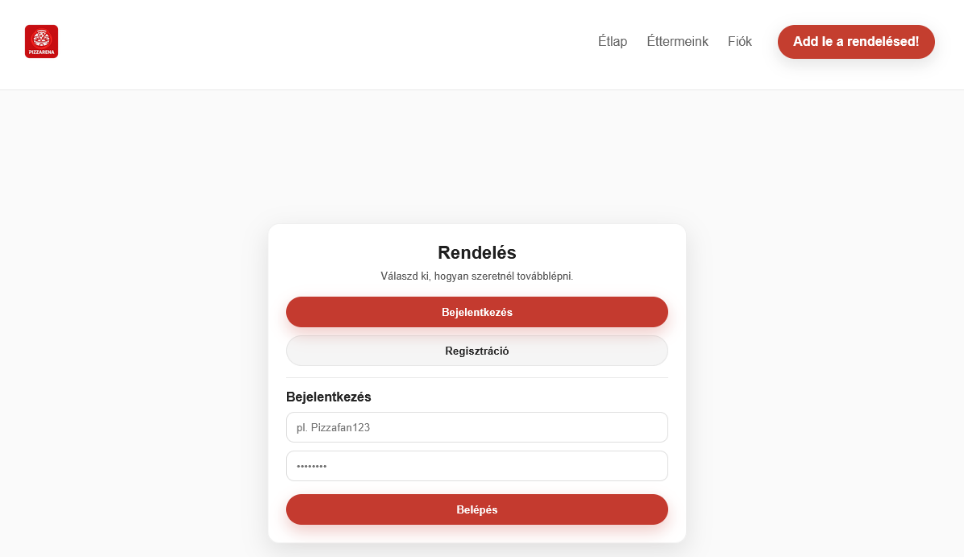 PIZZARENA
Étlap
Éttermeink
Fiók
Add le a rendelésed!
Rendelés
Válaszd ki, hogyan szeretnél továbblépni.
Bejelentkezés
Regisztráció
Bejelentkezés
pl. Pizzafan123
••••••••
Belépés